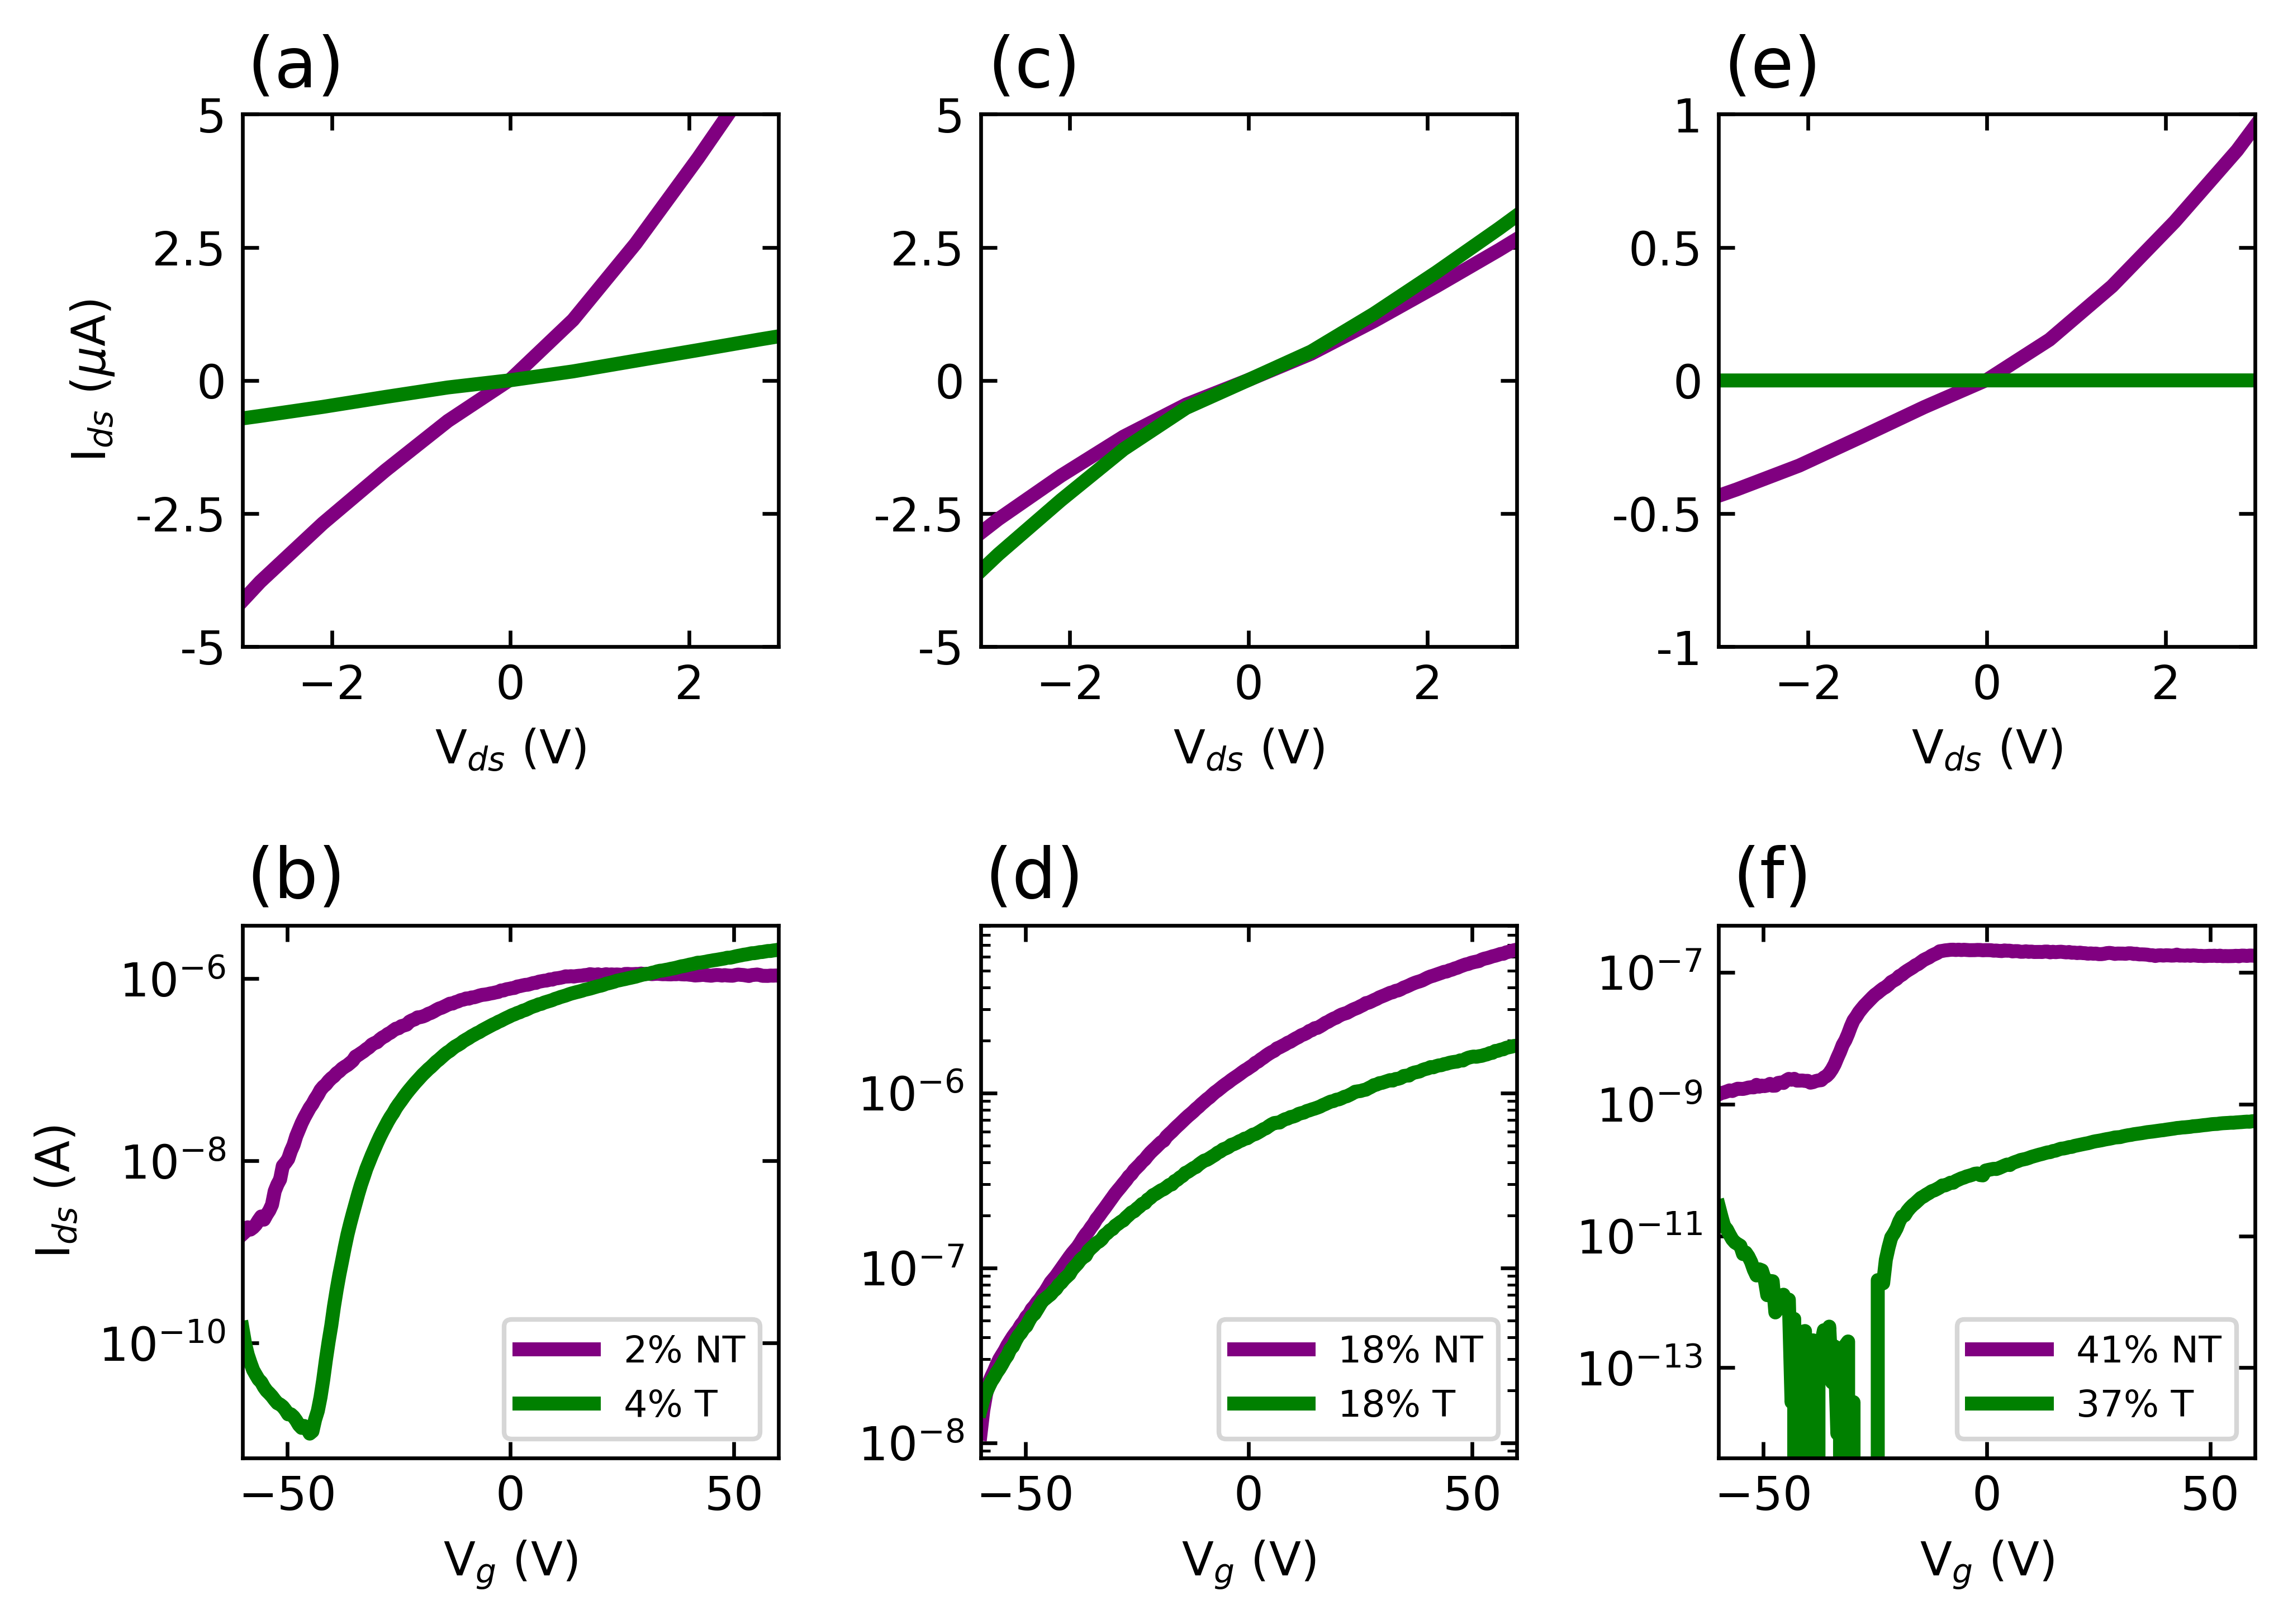 (a)
(c)
(e)
5
2.5
0
-2.5
-5
−2 0 2
I_ds (μA)
V_ds (V)
5
2.5
0
-2.5
-5
−2 0 2
V_ds (V)
1
0.5
0
-0.5
-1
−2 0 2
V_ds (V)
(b)
(d)
(f)
10^−6
10^−8
10^−10
−50 0 50
I_ds (A)
V_g (V)
2% NT
4% T
10^−6
10^−7
10^−8
−50 0 50
V_g (V)
18% NT
18% T
10^−7
10^−9
10^−11
10^−13
−50 0 50
V_g (V)
41% NT
37% T